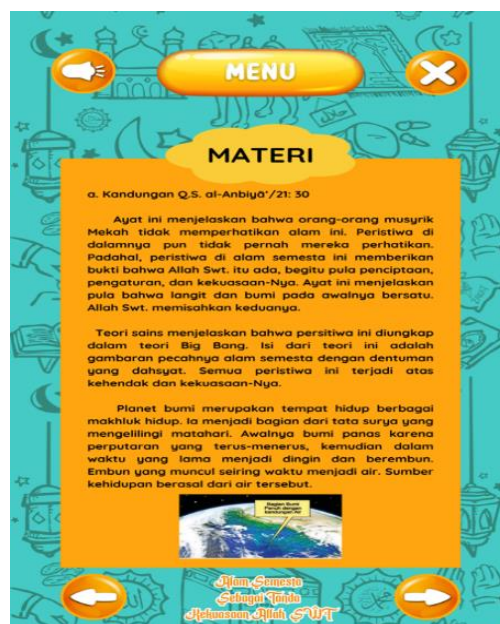 MENU
MATERI
a. Kandungan Q.S. al-Anbiyā'/21: 30
Ayat ini menjelaskan bahwa orang-orang musyrik
Mekah tidak memperhatikan alam ini. Peristiwa di
dalamnya pun tidak pernah mereka perhatikan.
Padahal, peristiwa di alam semesta ini memberikan
bukti bahwa Allah Swt. itu ada, begitu pula penciptaan,
pengaturan, dan kekuasaan-Nya. Ayat ini menjelaskan
pula bahwa langit dan bumi pada awalnya bersatu.
Allah Swt. memisahkan keduanya.
Teori sains menjelaskan bahwa persitiwa ini diungkap
dalam teori Big Bang. Isi dari teori ini adalah
gambaran pecahnya alam semesta dengan dentuman
yang dahsyat. Semua peristiwa ini terjadi atas
kehendak dan kekuasaan-Nya.
Planet bumi merupakan tempat hidup berbagai
makhluk hidup. Ia menjadi bagian dari tata surya yang
mengelilingi matahari. Awalnya bumi panas karena
perputaran yang terus-menerus, kemudian dalam
waktu yang lama menjadi dingin dan berembun.
Embun yang muncul seiring waktu menjadi air. Sumber
kehidupan berasal dari air tersebut.
Bagian Bumi
Penuh dengan
kandungan Air
Alam Semesta
Sebagai Tanda
Kekuasaan Allah SWT